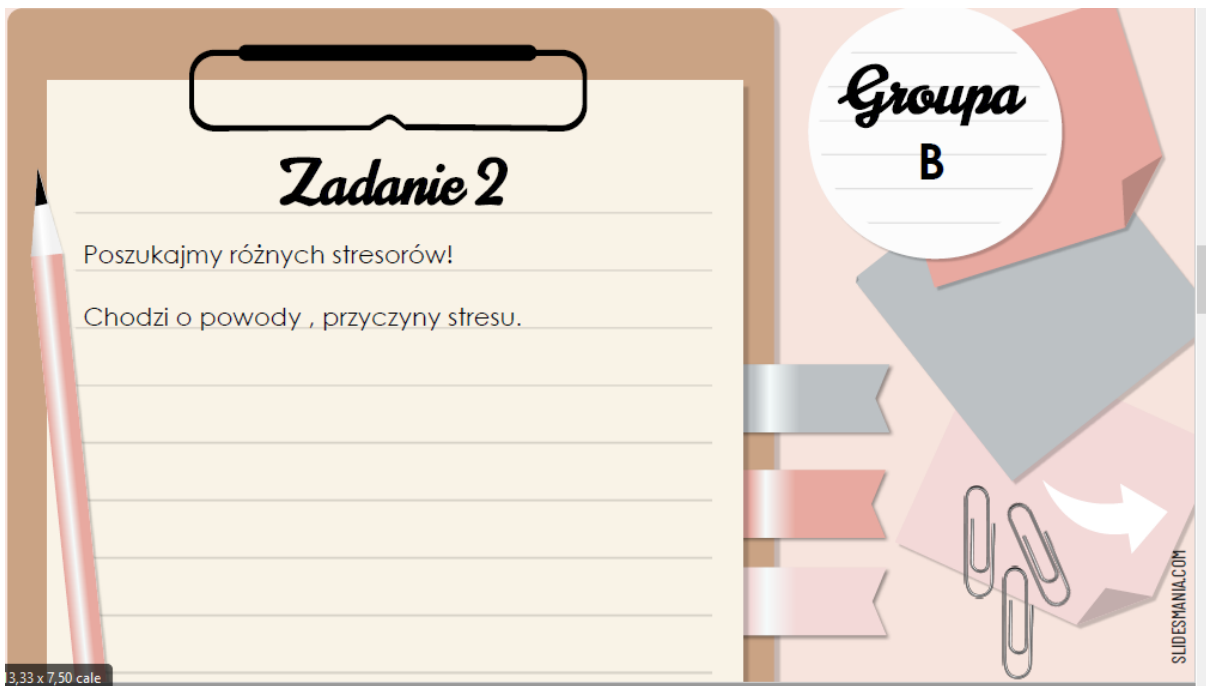 Groupa
B
Zadanie 2
Poszukajmy różnych stresorów!
Chodzi o powody , przyczyny stresu.
SLIDESMANIA.COM
3,33 x 7,50 cale